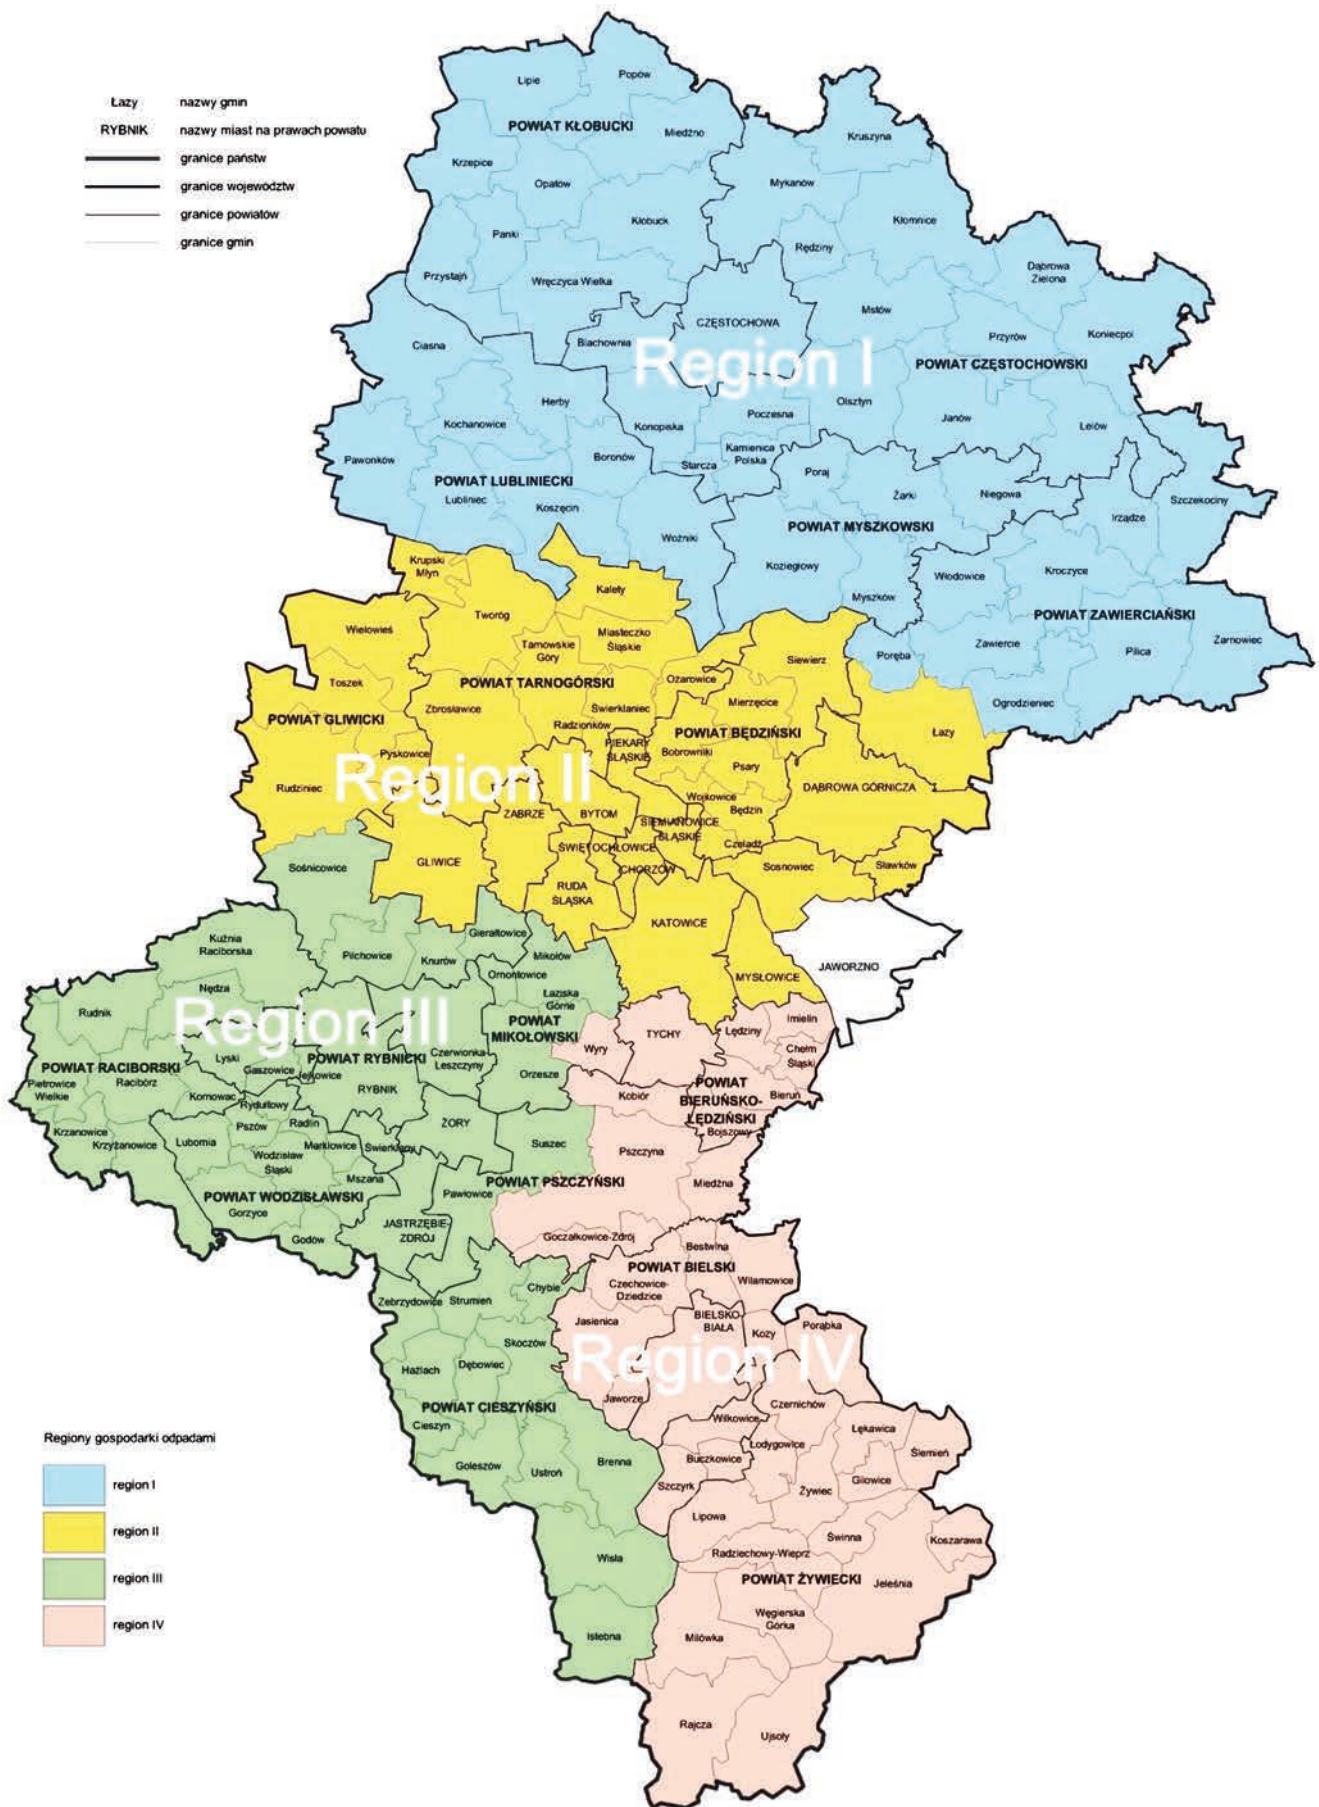 Łazy nazwy gmin
RYBNIK nazwy miast na prawach powiatu
granice państw
granice województw
granice powiatów
granice gmin
Lipie
Popów
POWIAT KŁOBUCKI
Miedźno
Kruszyna
Krzepice
Opatów
Mykanów
Kłobuck
Kłomnice
Panki
Rędziny
Przystajń
Wręczyca Wielka
Dąbrowa
Zielona
Mstów
CZĘSTOCHOWA
Przyrów
Koniecpol
Ciasna
Blachownia
Region I
POWIAT CZĘSTOCHOWSKI
Herby
Olsztyn
Poczesna
Janów
Kochanowice
Konopiska
Lelów
Kamienica
Polska
Pawonków
Boronów
Starcza
Poraj
POWIAT LUBLINIECKI
Lubliniec
Żarki
Niegowa
Szczekociny
Koszęcin
Irządze
POWIAT MYSZKOWSKI
Woźniki
Koziegłowy
Włodowice
Kroczyce
Krupski
Młyn
Kalety
Myszków
POWIAT ZAWIERCIAŃSKI
Tworóg
Wielowieś
Miasteczko
Śląskie
Tarnowskie
Góry
Siewierz
Poręba
Zawiercie
Pilica
Żarnowiec
Toszek
POWIAT TARNOGÓRSKI
Ożarowice
Mierzęcice
Ogrodzieniec
Zbrosławice
Świerklaniec
POWIAT GLIWICKI
Radzionków
POWIAT BĘDZIŃSKI
Łazy
PIEKARY
ŚLĄSKIE
Pyskowice
Bobrowniki
Psary
Region II
Rudziniec
DĄBROWA GÓRNICZA
Wojkowice
Będzin
ZABRZE
BYTOM
SIEMIANOWICE
ŚLĄSKIE
Czeladź
ŚWIĘTOCHŁOWICE
GLIWICE
Sośnicowice
CHORZÓW
Sosnowiec
Sławków
RUDA
ŚLĄSKA
KATOWICE
Gierałtowice
Kuźnia
Raciborska
Pilchowice
Knurów
Mikołów
JAWORZNO
Ornontowice
MYSŁOWICE
Nędza
Łaziska
Górne
Rudnik
Region III
POWIAT
MIKOŁOWSKI
TYCHY
Lędziny
Imielin
Wyry
Chełm
Śląski
Lyski
POWIAT RYBNICKI
Czerwionka-
Leszczyny
POWIAT RACIBORSKI
Gaszowice
Jejkowice
Orzesze
Pietrowice
Wielkie
Racibórz
RYBNIK
POWIAT
BIERUŃSKO-
LĘDZIŃSKI
Kobiór
Bieruń
Kornowac
Rydułtowy
Pszów
Radlin
ŻORY
Bojszowy
Krzanowice
Krzyżanowice
Lubomia
Marklowice
Świerklany
Suszec
Pszczyna
Wodzisław
Śląski
Mszana
POWIAT PSZCZYŃSKI
Miedźna
POWIAT WODZISŁAWSKI
Pawłowice
Gorzyce
JASTRZĘBIE-
ZDRÓJ
Godów
Goczałkowice-Zdrój
Bestwina
POWIAT BIELSKI
Czechowice-
Dziedzice
Wilamowice
Chybie
Zebrzydowice
Strumień
Jasienica
BIELSKO-
BIAŁA
Kozy
Porąbka
Skoczów
Region IV
Hażlach
Dębowiec
Jaworze
POWIAT CIESZYŃSKI
Cieszyn
Czernichów
Wilkowice
Łękawica
Regiony gospodarki odpadami
Łodygowice
Ślemień
Buczkowice
Brenna
Goleszów
Ustroń
Gilowice
region I
Szczyrk
Żywiec
Lipowa
region II
Świnna
Koszarawa
Radziechowy-Wieprz
Wisła
region III
POWIAT ŻYWIECKI
Jeleśnia
region IV
Węgierska
Górka
Istebna
Milówka
Rajcza
Ujsoły